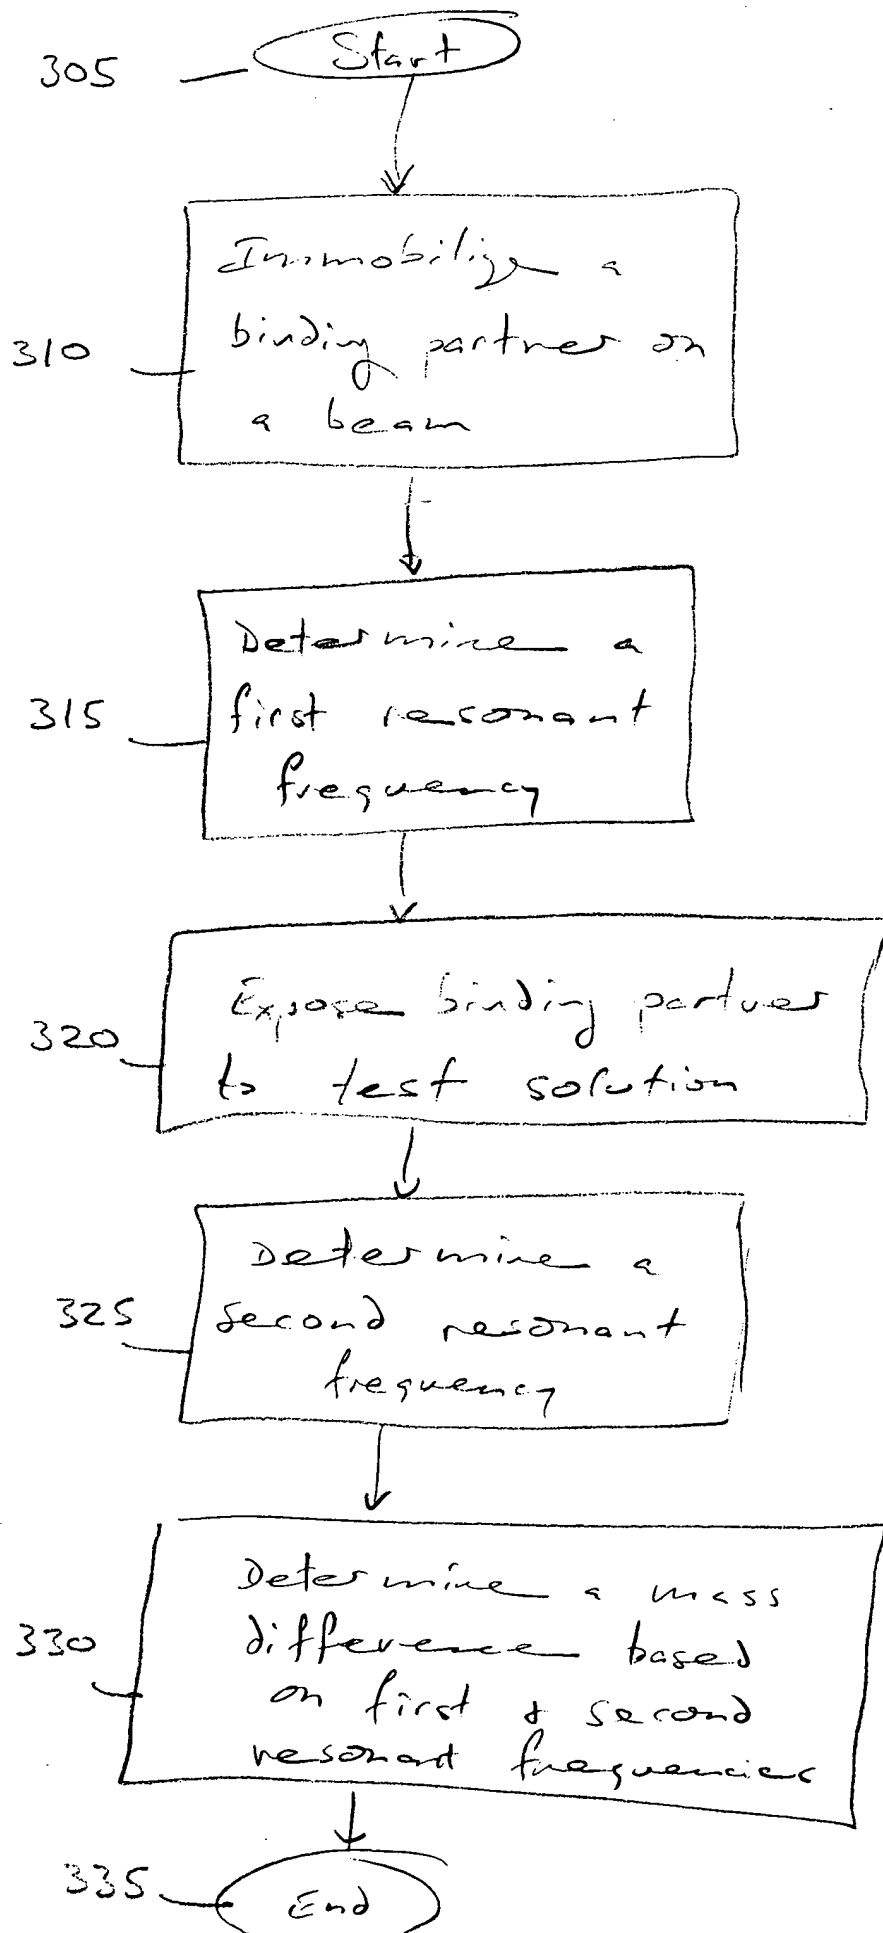 305
Start
310
Immobilize a
binding partner on
a beam
315
Determine a
first resonant
frequency
320
Expose binding partner
to test solution
325
Determine a
second resonant
frequency
330
Determine a mass
difference based
on first & second
resonant frequencies
335
End